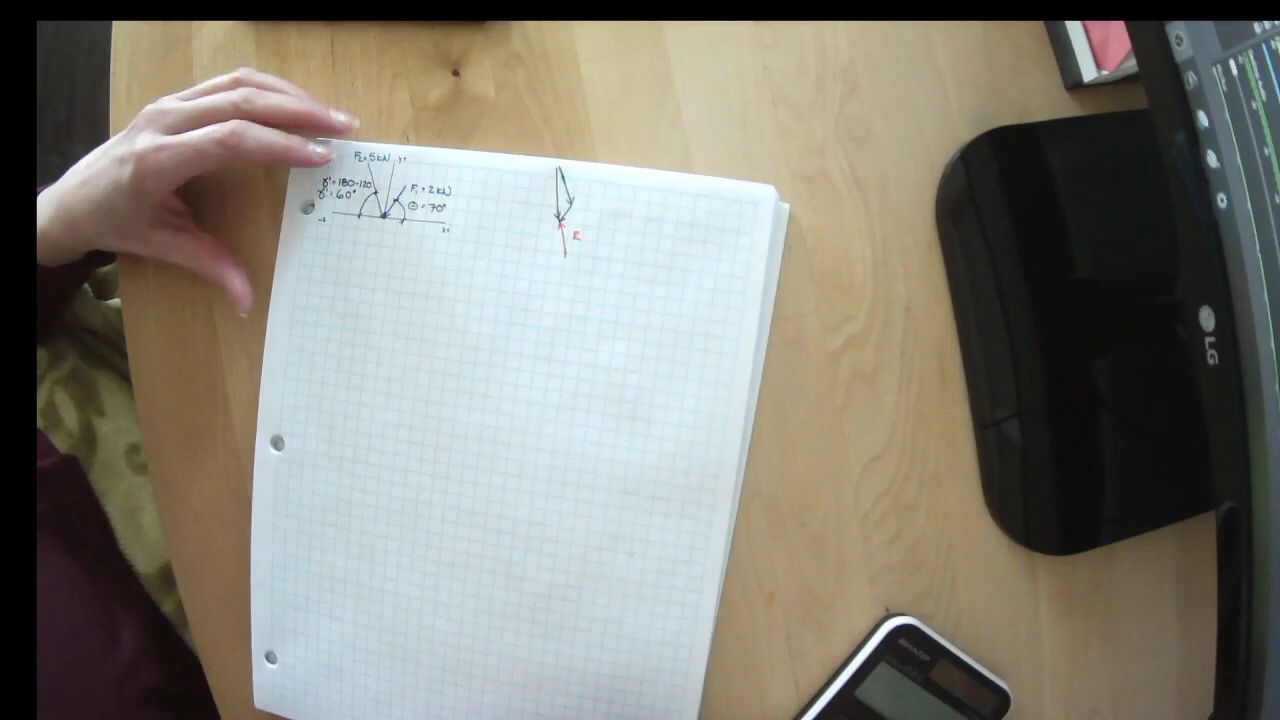 F₂=5kN
y+
γ'=180-120
γ'=60°
F₁=2kN
Θ=70°
-x
x+
R
LG
SHARP